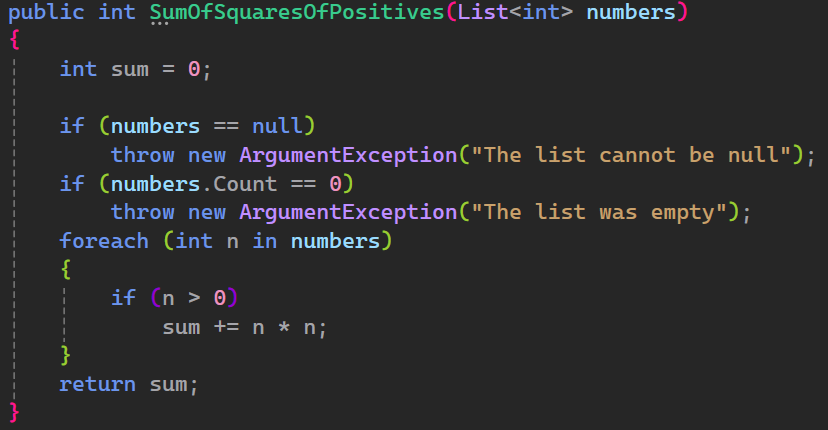 public int SumOfSquaresOfPositives(List<int> numbers)
{
    int sum = 0;

    if (numbers == null)
        throw new ArgumentException("The list cannot be null");
    if (numbers.Count == 0)
        throw new ArgumentException("The list was empty");
    foreach (int n in numbers)
    {
        if (n > 0)
            sum += n * n;
    }
    return sum;
}